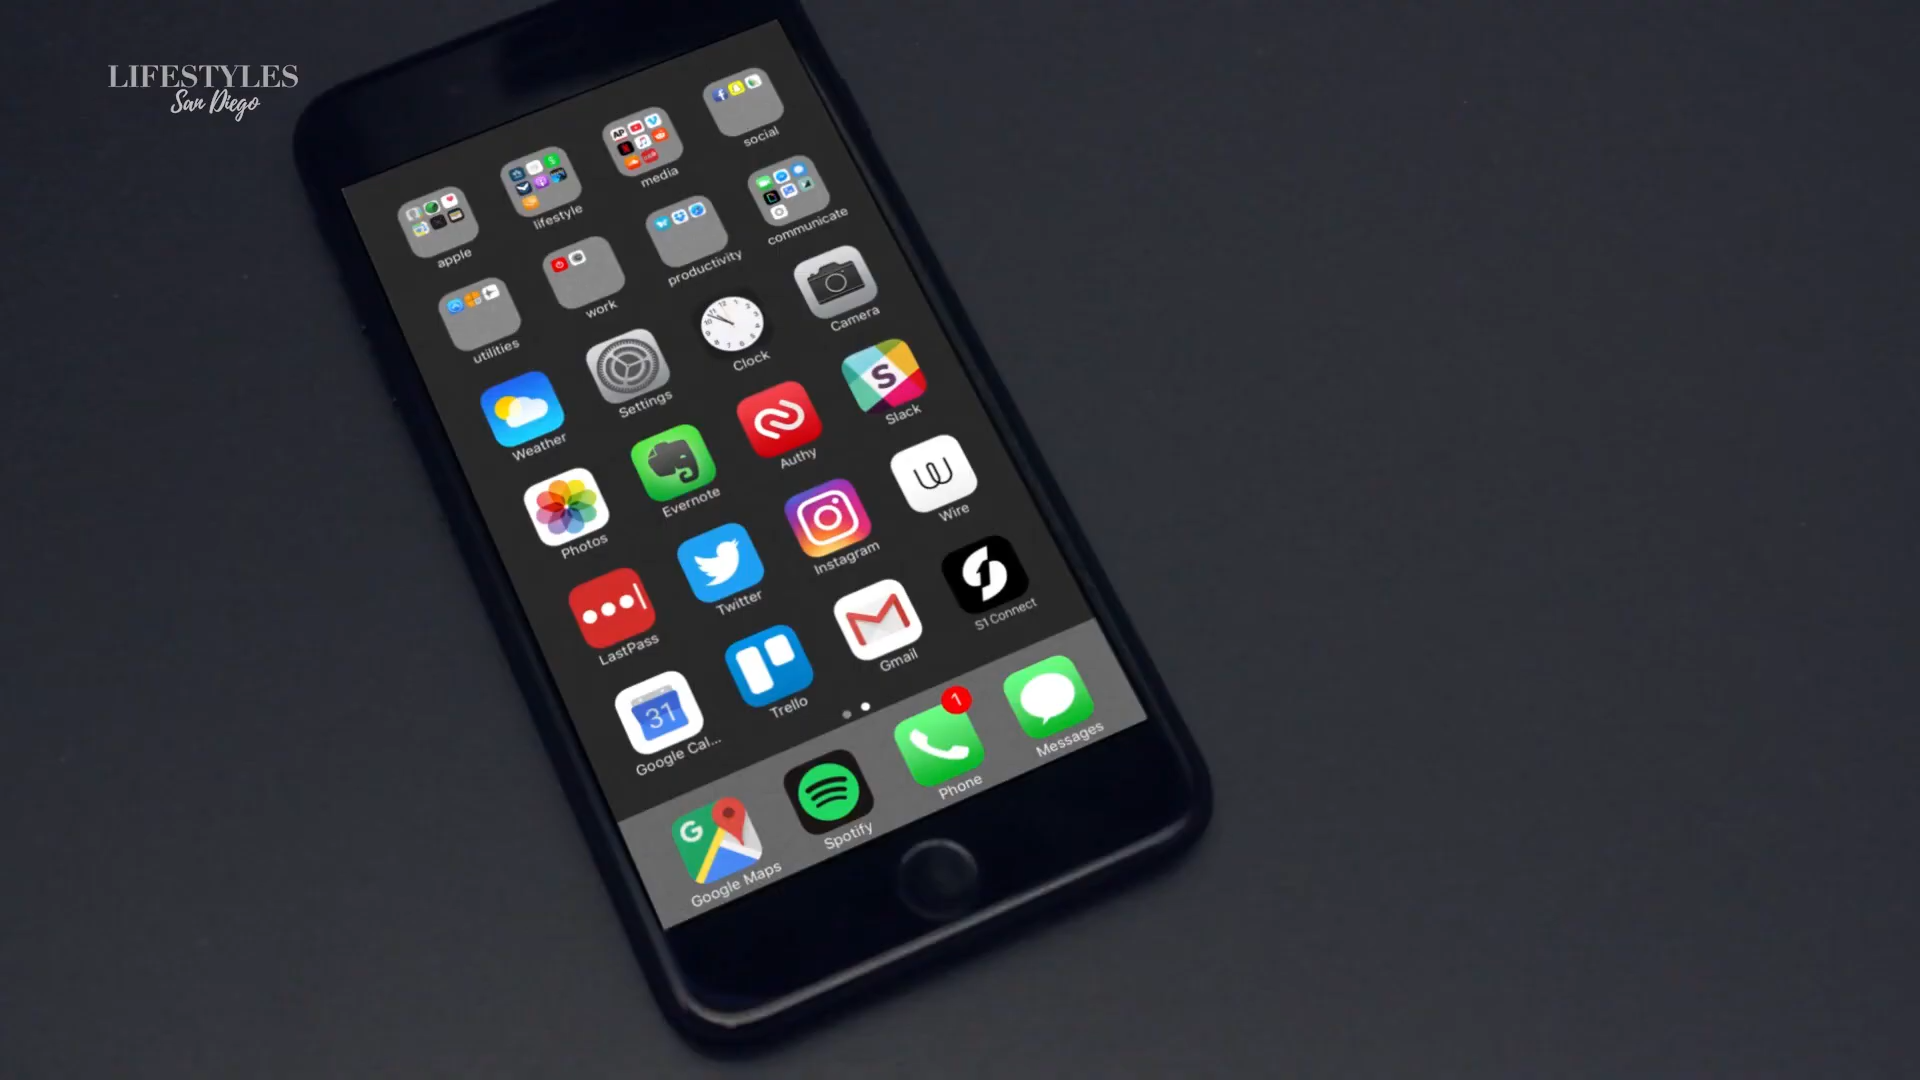 LIFESTYLES
San Diego
apple
lifestyle
media
social
utilities
work
productivity
communicate
Weather
Settings
Clock
Camera
Photos
Evernote
Authy
Slack
LastPass
Twitter
Instagram
Wire
31
Google Cal...
Trello
Gmail
S1 Connect
G
Google Maps
Spotify
1
Phone
Messages